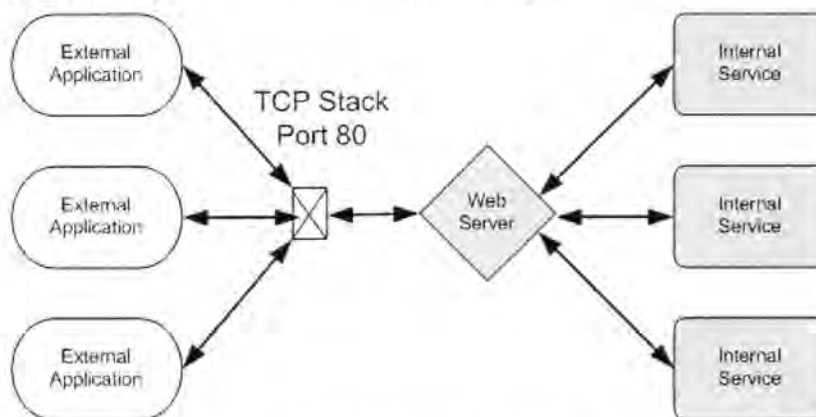 External
Application
TCP Stack
Port 80
Internal
Service
External
Application
Web
Server
Internal
Service
External
Application
Internal
Service